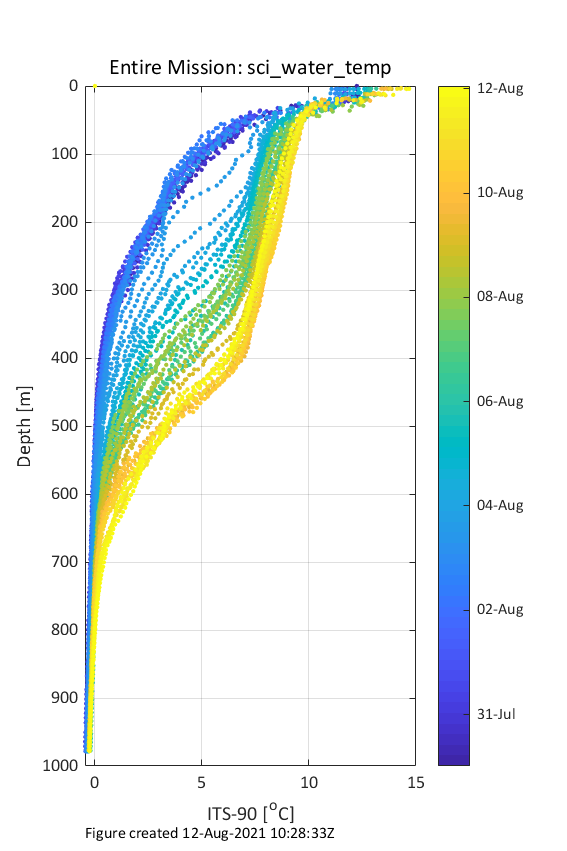 Entire Mission: sci_water_temp
0
100
200
300
400
500
600
700
800
900
1000
Depth [m]
0 5 10 15
ITS-90 [°C]
12-Aug
10-Aug
08-Aug
06-Aug
04-Aug
02-Aug
31-Jul
Figure created 12-Aug-2021 10:28:33Z